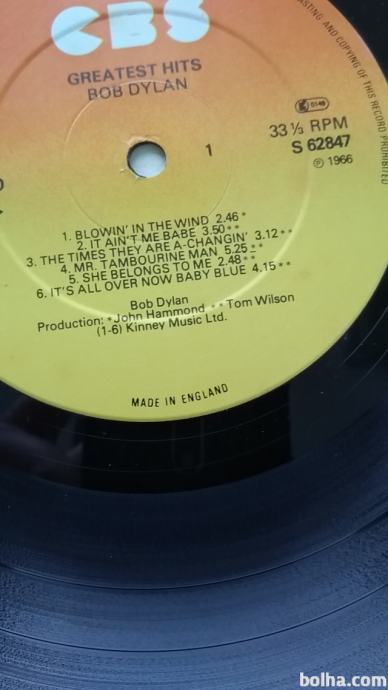 CBS
GREATEST HITS
BOB DYLAN
CASTING AND COPYING OF THIS RECORD PROHIBITED
33⅓ RPM
S 62847
℗ 1966
1
1. BLOWIN' IN THE WIND 2.46 *
2. IT AIN'T ME BABE 3.50 * *
3. THE TIMES THEY ARE A-CHANGIN' 3.12 * *
4. MR. TAMBOURINE MAN 5.25 * *
5. SHE BELONGS TO ME 2.48 * *
6. IT'S ALL OVER NOW BABY BLUE 4.15 * *
Bob Dylan
Production: *John Hammond **Tom Wilson
(1-6) Kinney Music Ltd.
MADE IN ENGLAND
bolha.com